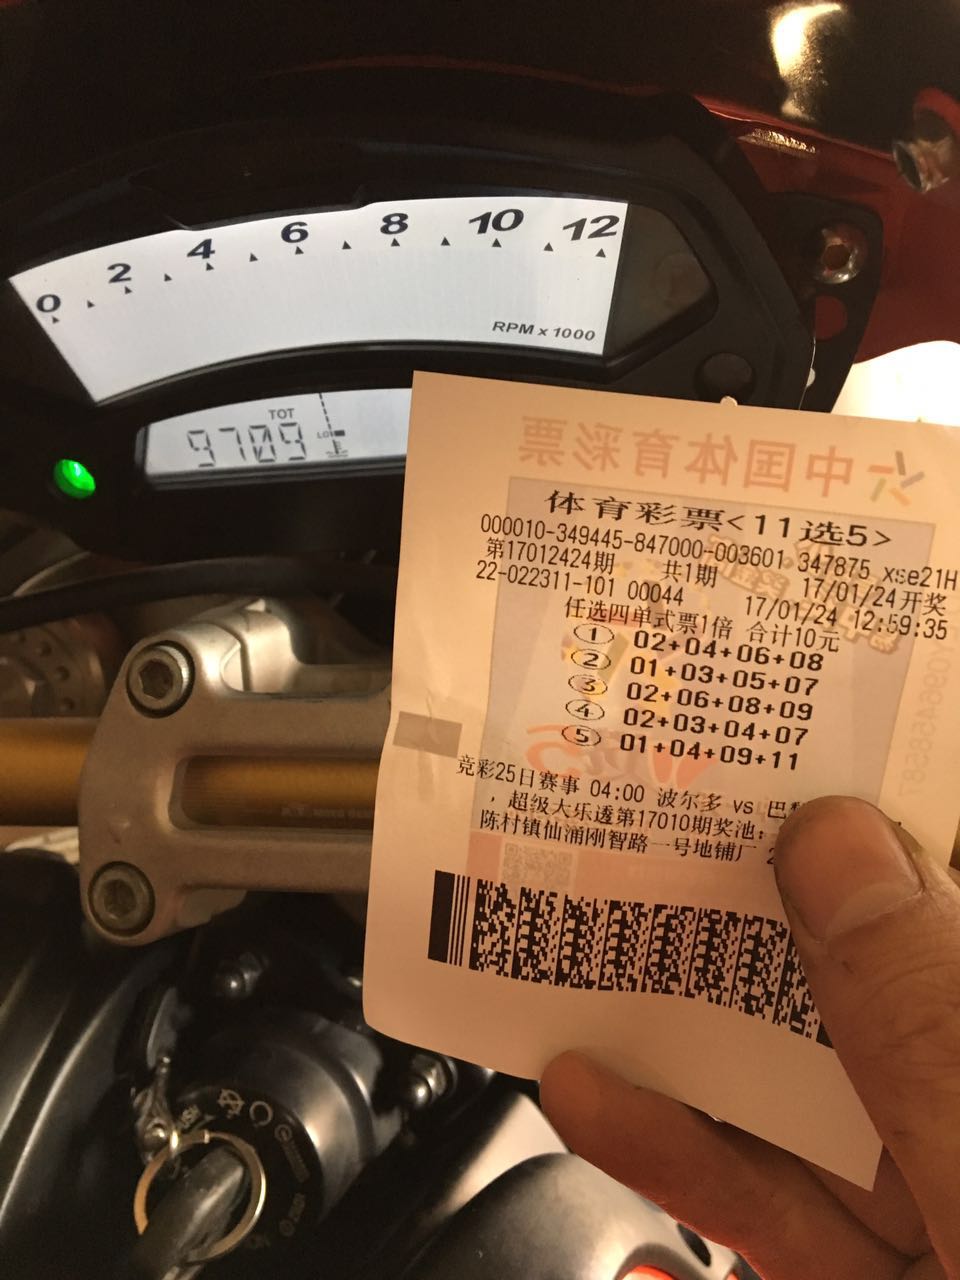 0 2 4 6 8 10 12
RPM x 1000
TOT
9709
LO
中国体育彩票
体育彩票<11选5>
000010-349445-847000-003601 347875 xse21H
第17012424期 共1期 17/01/24开奖
22-022311-101 00044 17/01/24 12:59:35
任选四单式票1倍 合计10元
① 02+04+06+08
② 01+03+05+07
③ 02+06+08+09
④ 02+03+04+07
⑤ 01+04+09+11
竞彩25日赛事 04:00 波尔多 vs 巴
，超级大乐透第17010期奖池：
陈村镇仙涌刚智路一号地铺厂
PUSH